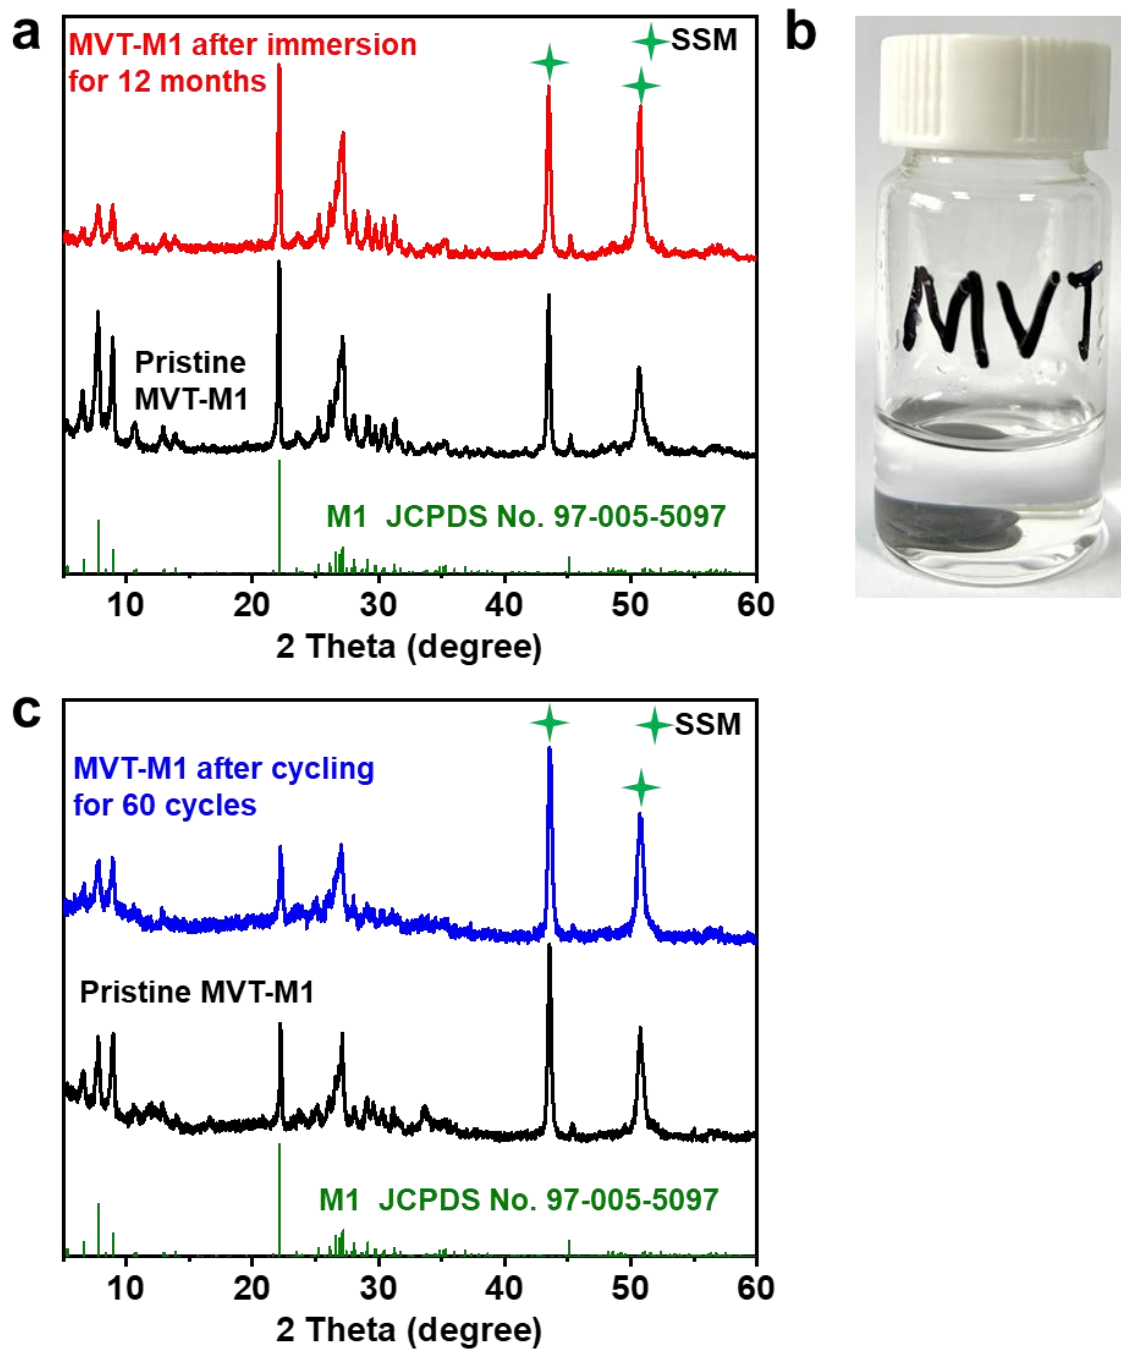 a
MVT-M1 after immersion
for 12 months
SSM
Pristine
MVT-M1
M1 JCPDS No. 97-005-5097
10 20 30 40 50 60
2 Theta (degree)
b
MVT
c
SSM
MVT-M1 after cycling
for 60 cycles
Pristine MVT-M1
M1 JCPDS No. 97-005-5097
10 20 30 40 50 60
2 Theta (degree)